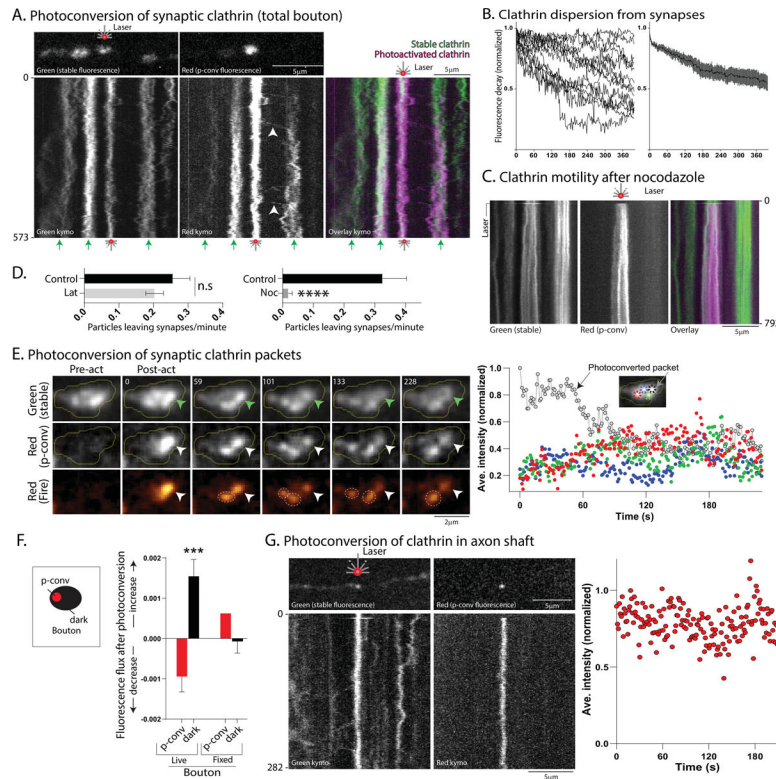 A. Photoconversion of synaptic clathrin (total bouton)
Laser
Green (stable fluorescence)
Red (p-conv fluorescence)
5μm
Stable clathrin
Photoactivated clathrin
Laser
5μm
0
573
Green kymo
Red kymo
Overlay kymo
B. Clathrin dispersion from synapses
Fluorescence decay (normalized)
1.0
0.5
0 60 120 180 240 300 360
1.0
0.5
0 60 120 180 240 300 360
C. Clathrin motility after nocodazole
Laser
Laser
0
792
Green (stable)
Red (p-conv)
Overlay
5μm
D.
Control
Lat
n.s
0.0 0.1 0.2 0.3 0.4
Particles leaving synapses/minute
Control
Noc
****
0.0 0.1 0.2 0.3 0.4
Particles leaving synapses/minute
E. Photoconversion of synaptic clathrin packets
Pre-act
Post-act
0
59
101
133
228
Green
(stable)
Red
(p-conv)
Red
(Fire)
2μm
Ave. intensity (normalized)
1.0
0.8
0.6
0.4
0.2
Photoconverted packet
0 60 120 180
Time (s)
F.
p-conv
dark
Bouton
Fluorescence flux after photoconversion
decrease
increase
0.002
0.001
0.000
-0.001
-0.002
***
p-conv
dark
p-conv
dark
Live
Fixed
Bouton
G. Photoconversion of clathrin in axon shaft
Laser
Green (stable fluorescence)
Red (p-conv fluorescence)
5μm
0
282
Green kymo
Red kymo
5μm
Ave. intensity (normalized)
1.0
0.5
0.0
0 60 120 180
Time (s)